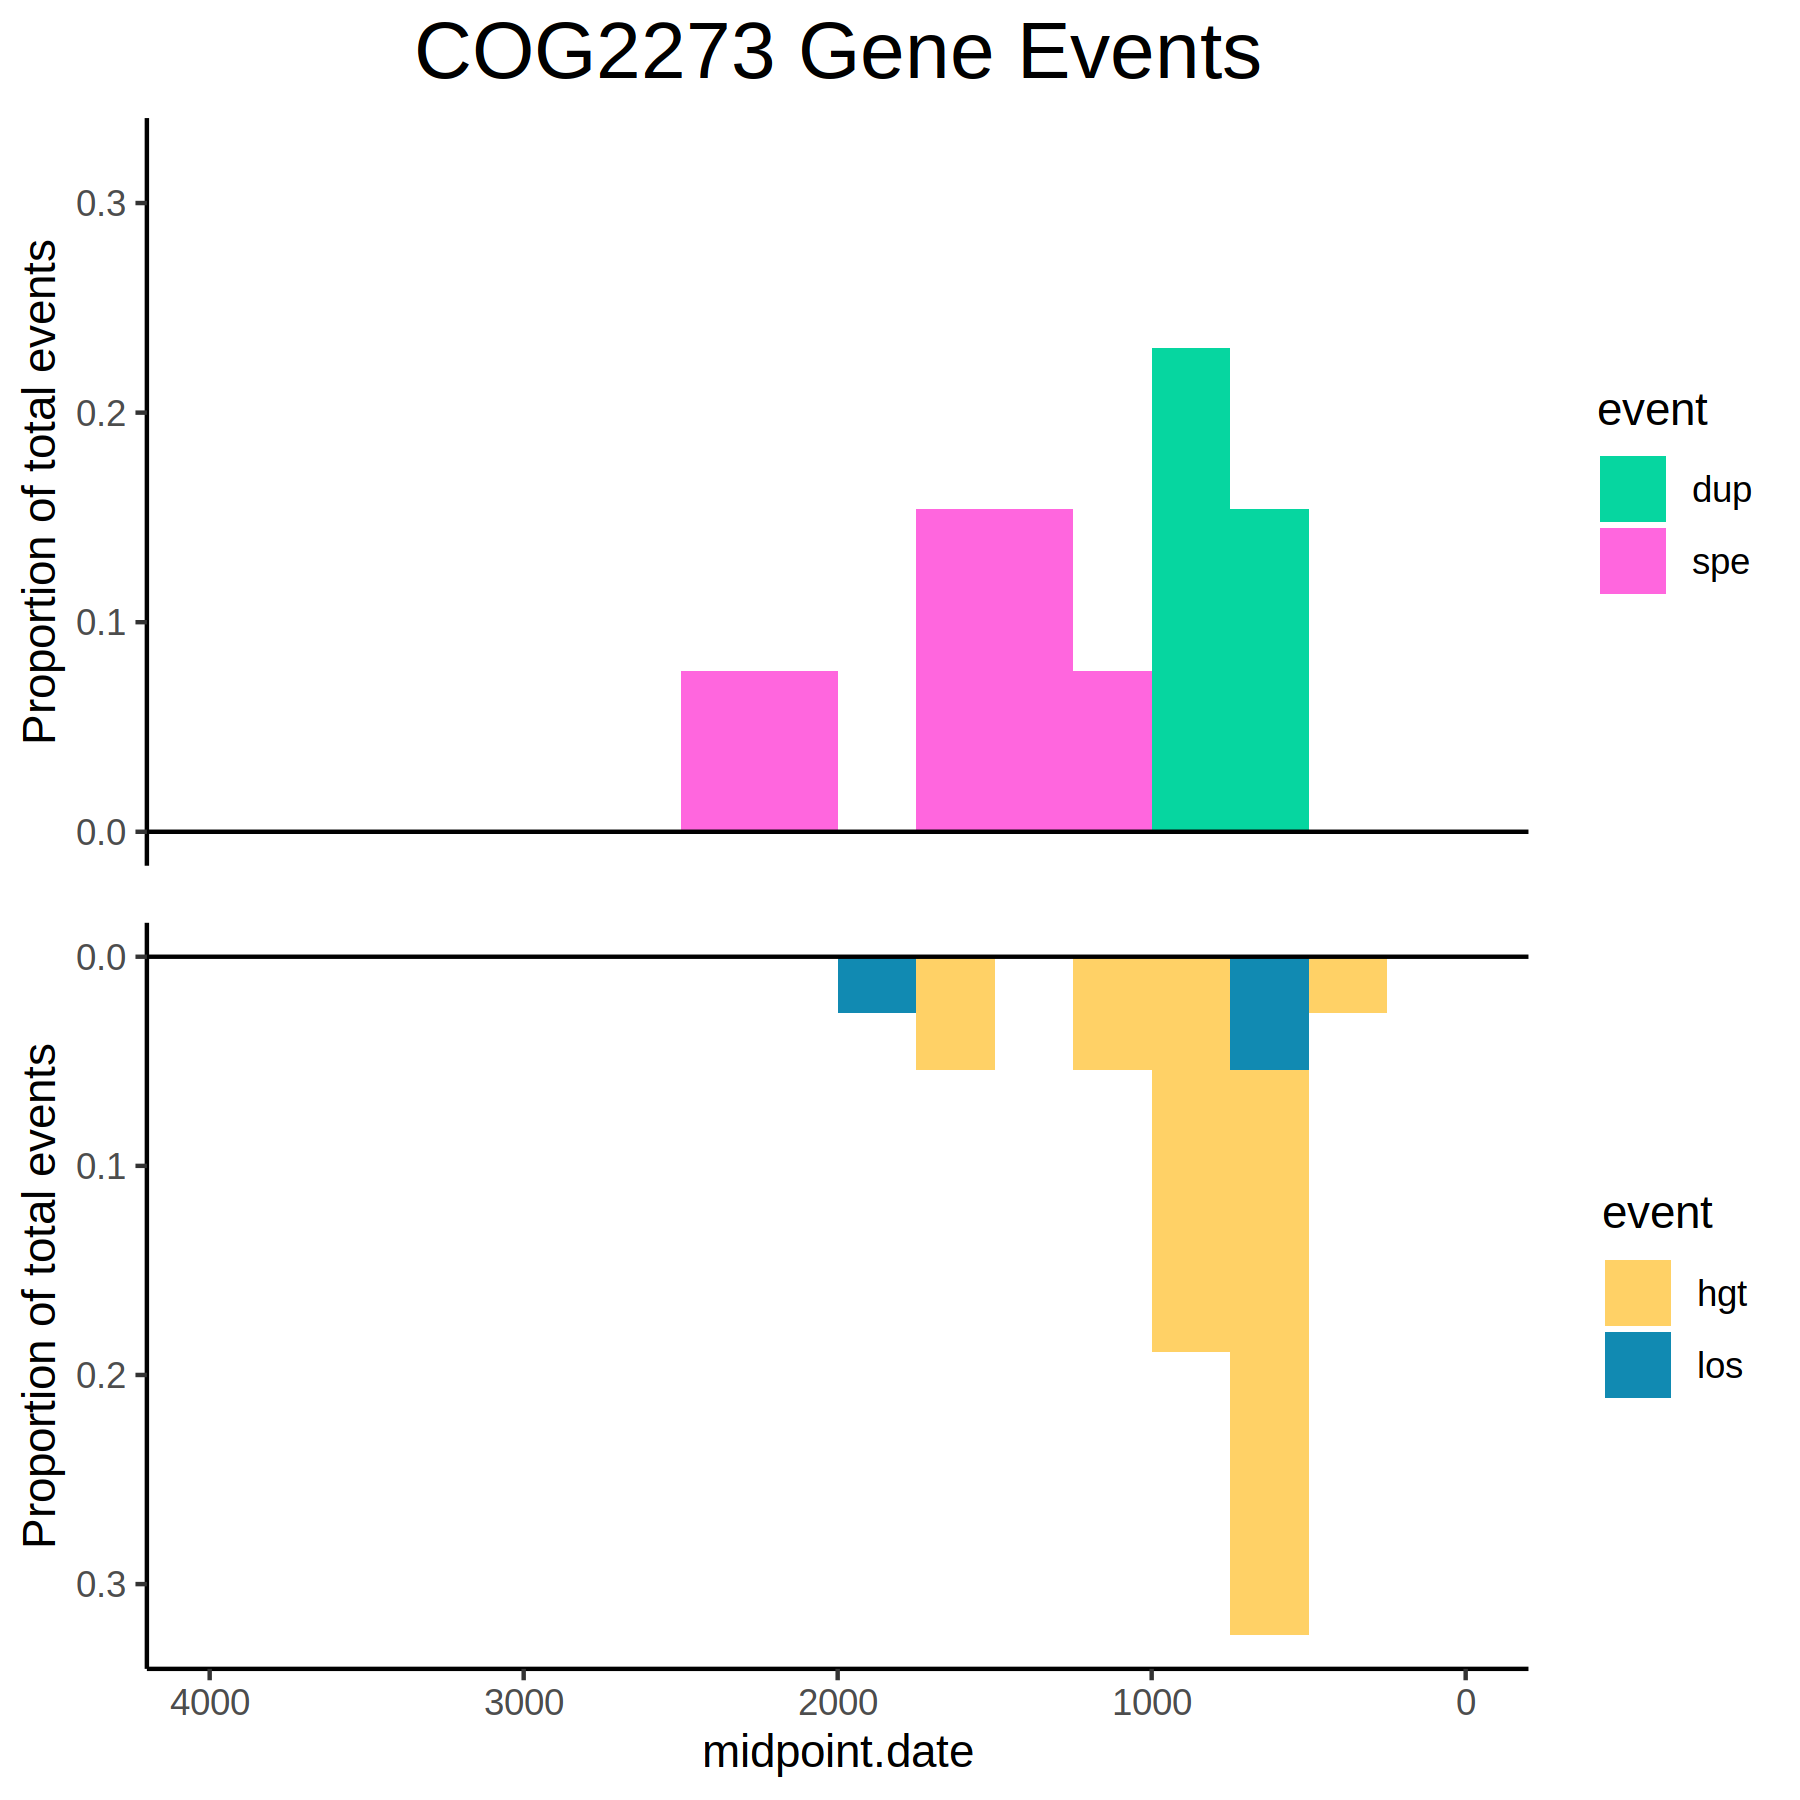 COG2273 Gene Events
Proportion of total events
0.3
0.2
0.1
0.0
event
dup
spe
Proportion of total events
0.0
0.1
0.2
0.3
event
hgt
los
4000 3000 2000 1000 0
midpoint.date